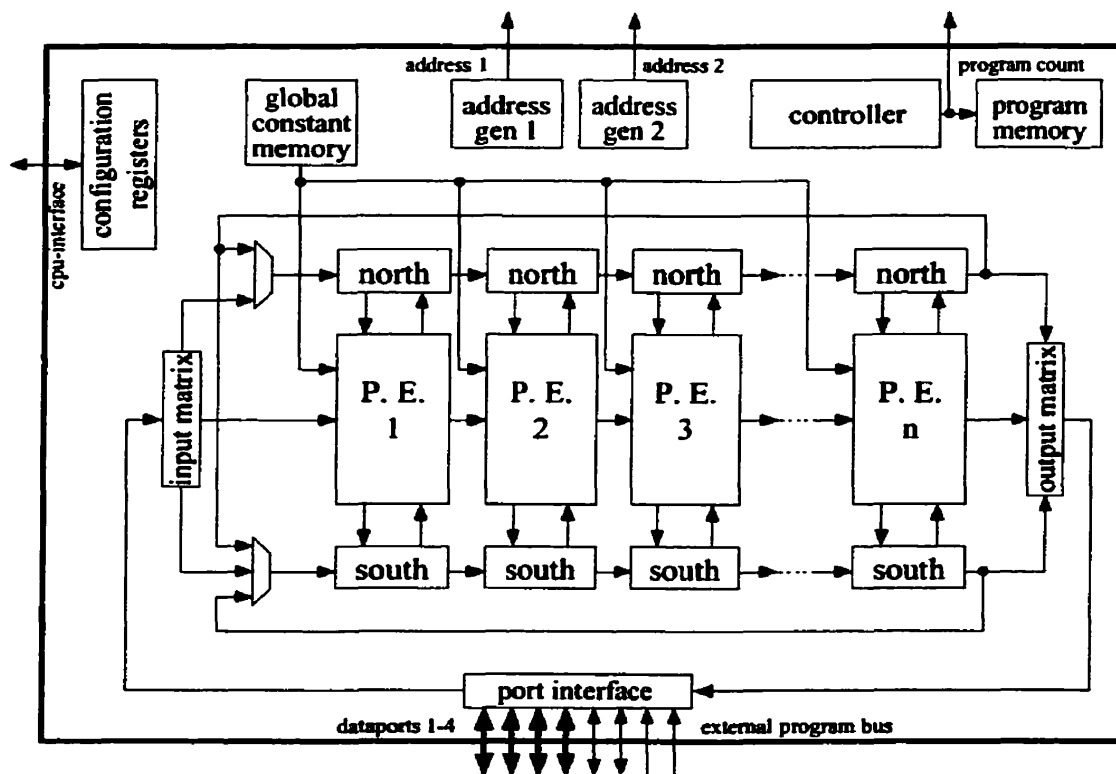 address 1
address 2
program count
configuration
registers
global
constant
memory
address
gen 1
address
gen 2
controller
program
memory
cpu-interface
north
north
north
north
input matrix
P. E.
1
P. E.
2
P. E.
3
P. E.
n
output matrix
south
south
south
south
port interface
dataports 1-4
external program bus